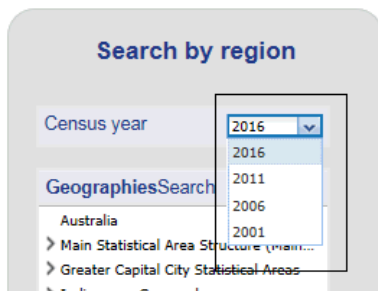 Search by region
Census year 2016
2016
2011
GeographiesSearch
2006
Australia
2001
Main Statistical Area Structure (Main...
Greater Capital City Statistical Areas